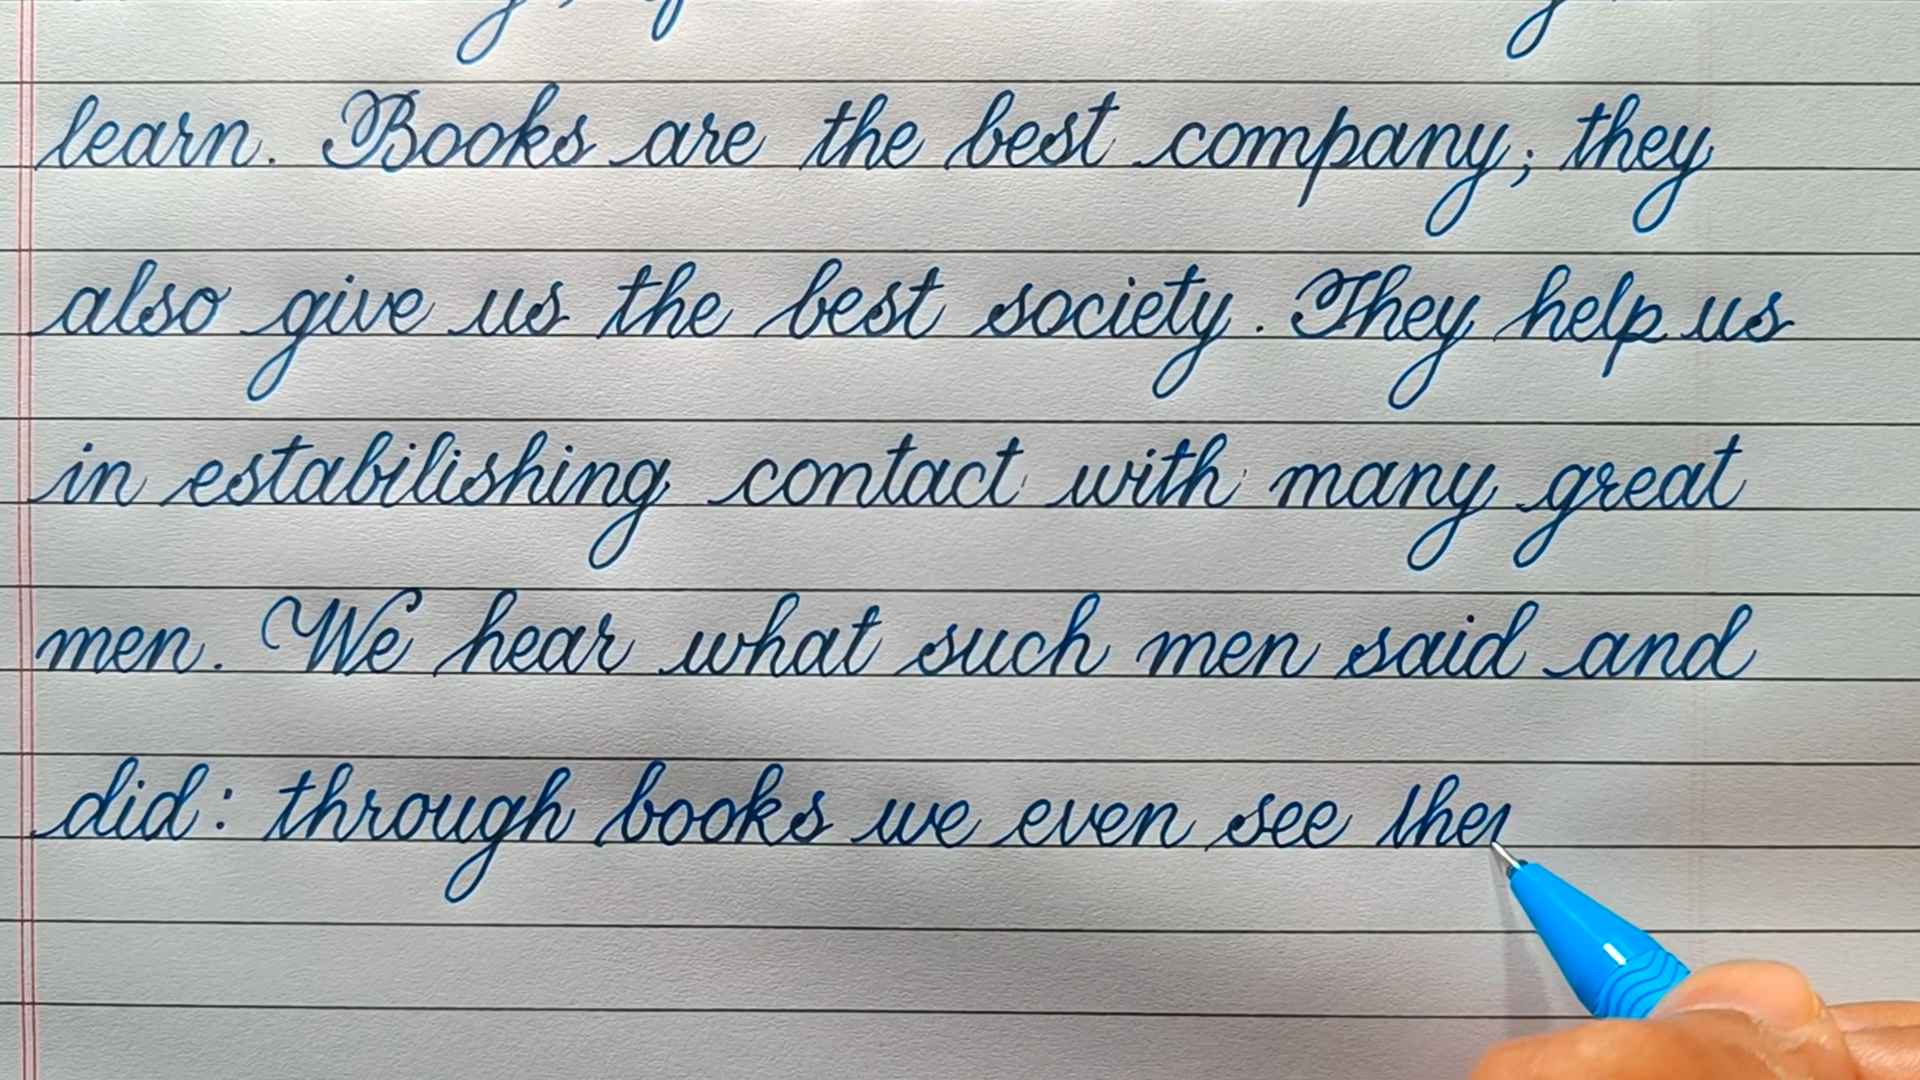 learn. Books are the best company; they
also give us the best society. They help us
in estabilishing contact with many great
men. We hear what such men said and
did: through books we even see